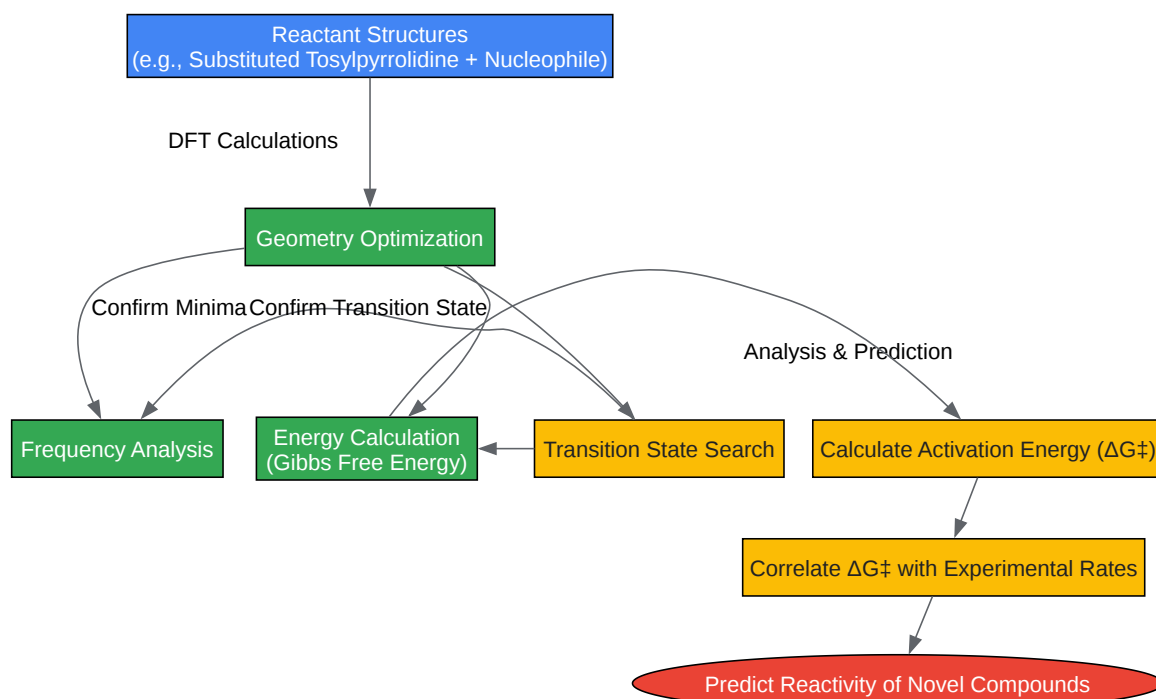 Reactant Structures
(e.g., Substituted Tosylpyrrolidine + Nucleophile)
DFT Calculations
Geometry Optimization
Confirm Minima
Confirm Transition State
Analysis & Prediction
Frequency Analysis
Energy Calculation
(Gibbs Free Energy)
Transition State Search
Calculate Activation Energy (ΔG‡)
Correlate ΔG‡ with Experimental Rates
Predict Reactivity of Novel Compounds